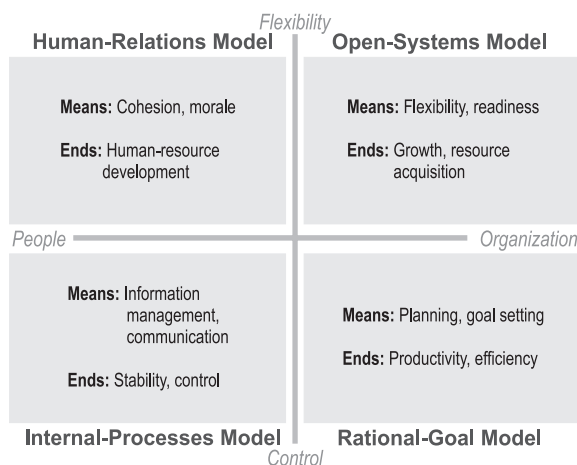 Flexibility
Human-Relations Model
Open-Systems Model
Means: Cohesion, morale
Ends: Human-resource
development
Means: Flexibility, readiness
Ends: Growth, resource
acquisition
People
Organization
Means: Information
management,
communication
Ends: Stability, control
Means: Planning, goal setting
Ends: Productivity, efficiency
Internal-Processes Model
Rational-Goal Model
Control